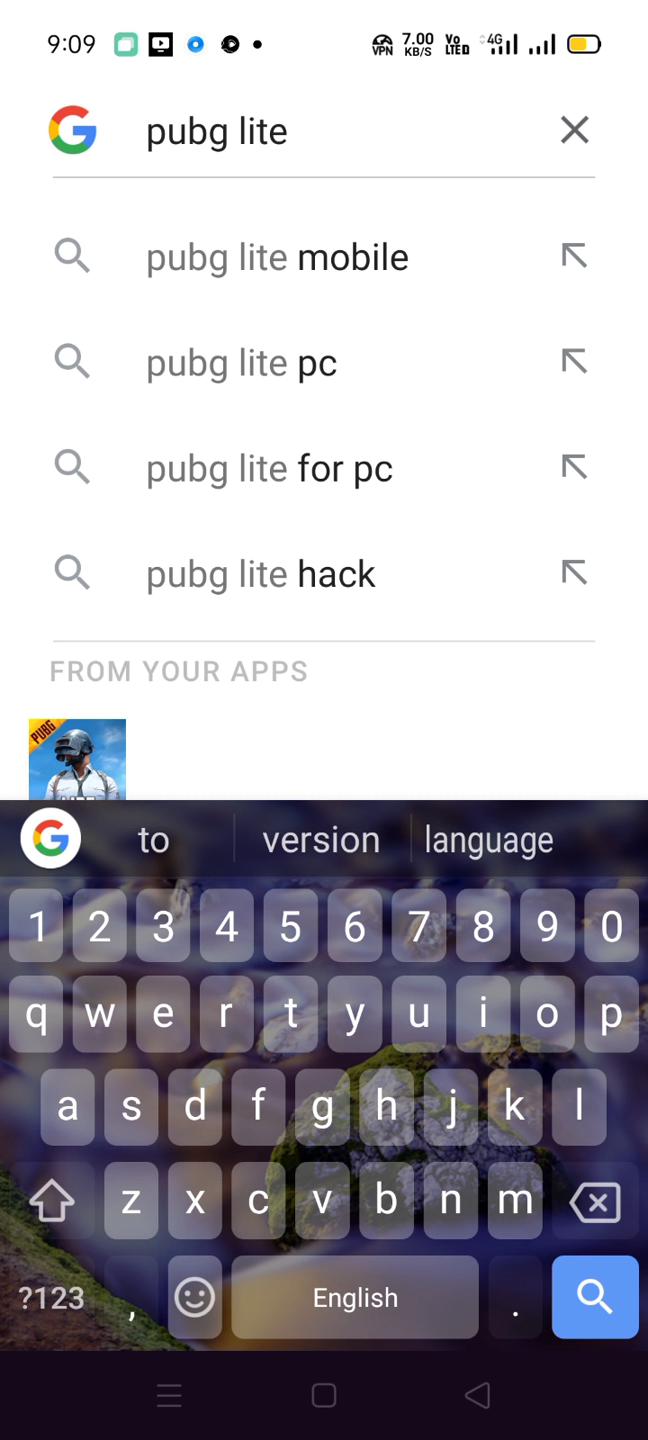 9:09 VPN 7.00 KB/S VoLTE 4G
pubg lite
pubg lite mobile
pubg lite pc
pubg lite for pc
pubg lite hack
FROM YOUR APPS
PUBG
to version language
1 2 3 4 5 6 7 8 9 0
q w e r t y u i o p
a s d f g h j k l
z x c v b n m
?123 , English .